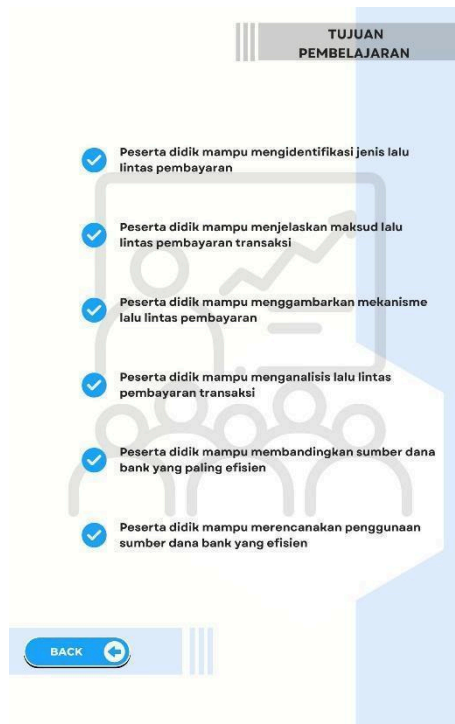 TUJUAN
PEMBELAJARAN
Peserta didik mampu mengidentifikasi jenis lalu
lintas pembayaran
Peserta didik mampu menjelaskan maksud lalu
lintas pembayaran transaksi
Peserta didik mampu menggambarkan mekanisme
lalu lintas pembayaran
Peserta didik mampu menganalisis lalu lintas
pembayaran transaksi
Peserta didik mampu membandingkan sumber dana
bank yang paling efisien
Peserta didik mampu merencanakan penggunaan
sumber dana bank yang efisien
BACK